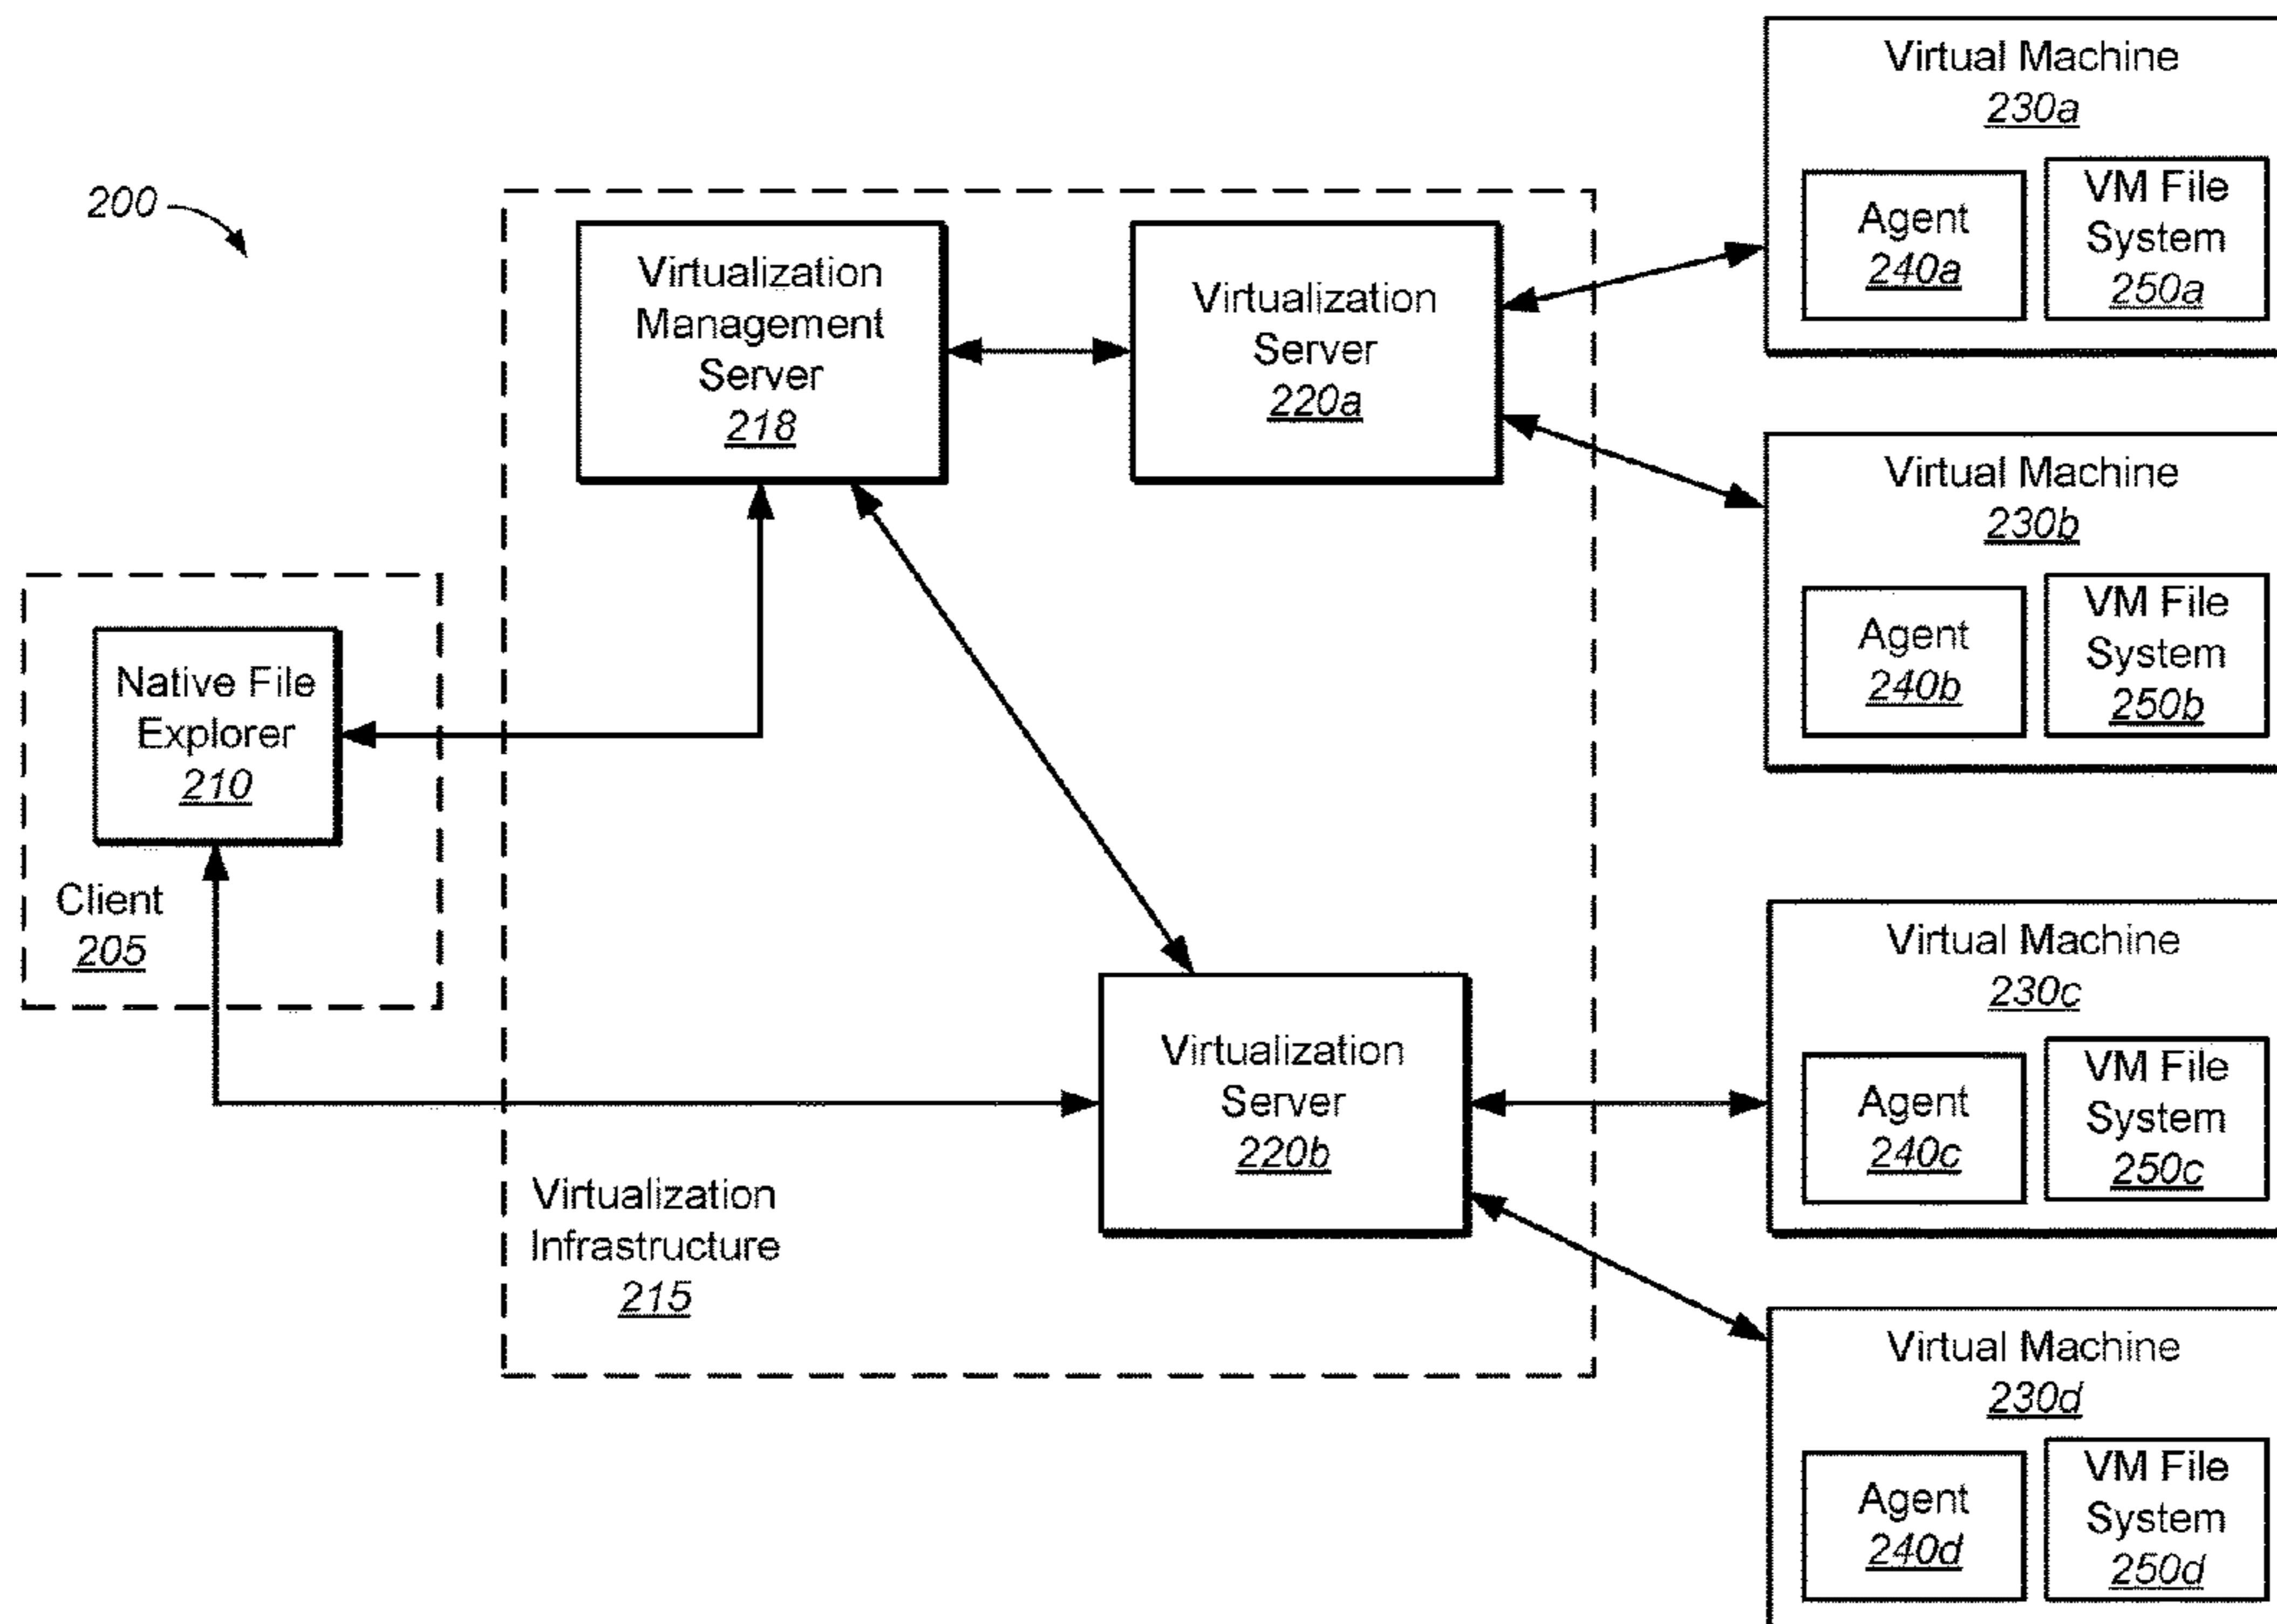 200
Virtualization
Management
Server
218
Virtualization
Server
220a
Virtual Machine
230a
Agent
240a
VM File
System
250a
Virtual Machine
230b
Agent
240b
VM File
System
250b
Native File
Explorer
210
Client
205
Virtualization
Server
220b
Virtualization
Infrastructure
215
Virtual Machine
230c
Agent
240c
VM File
System
250c
Virtual Machine
230d
Agent
240d
VM File
System
250d